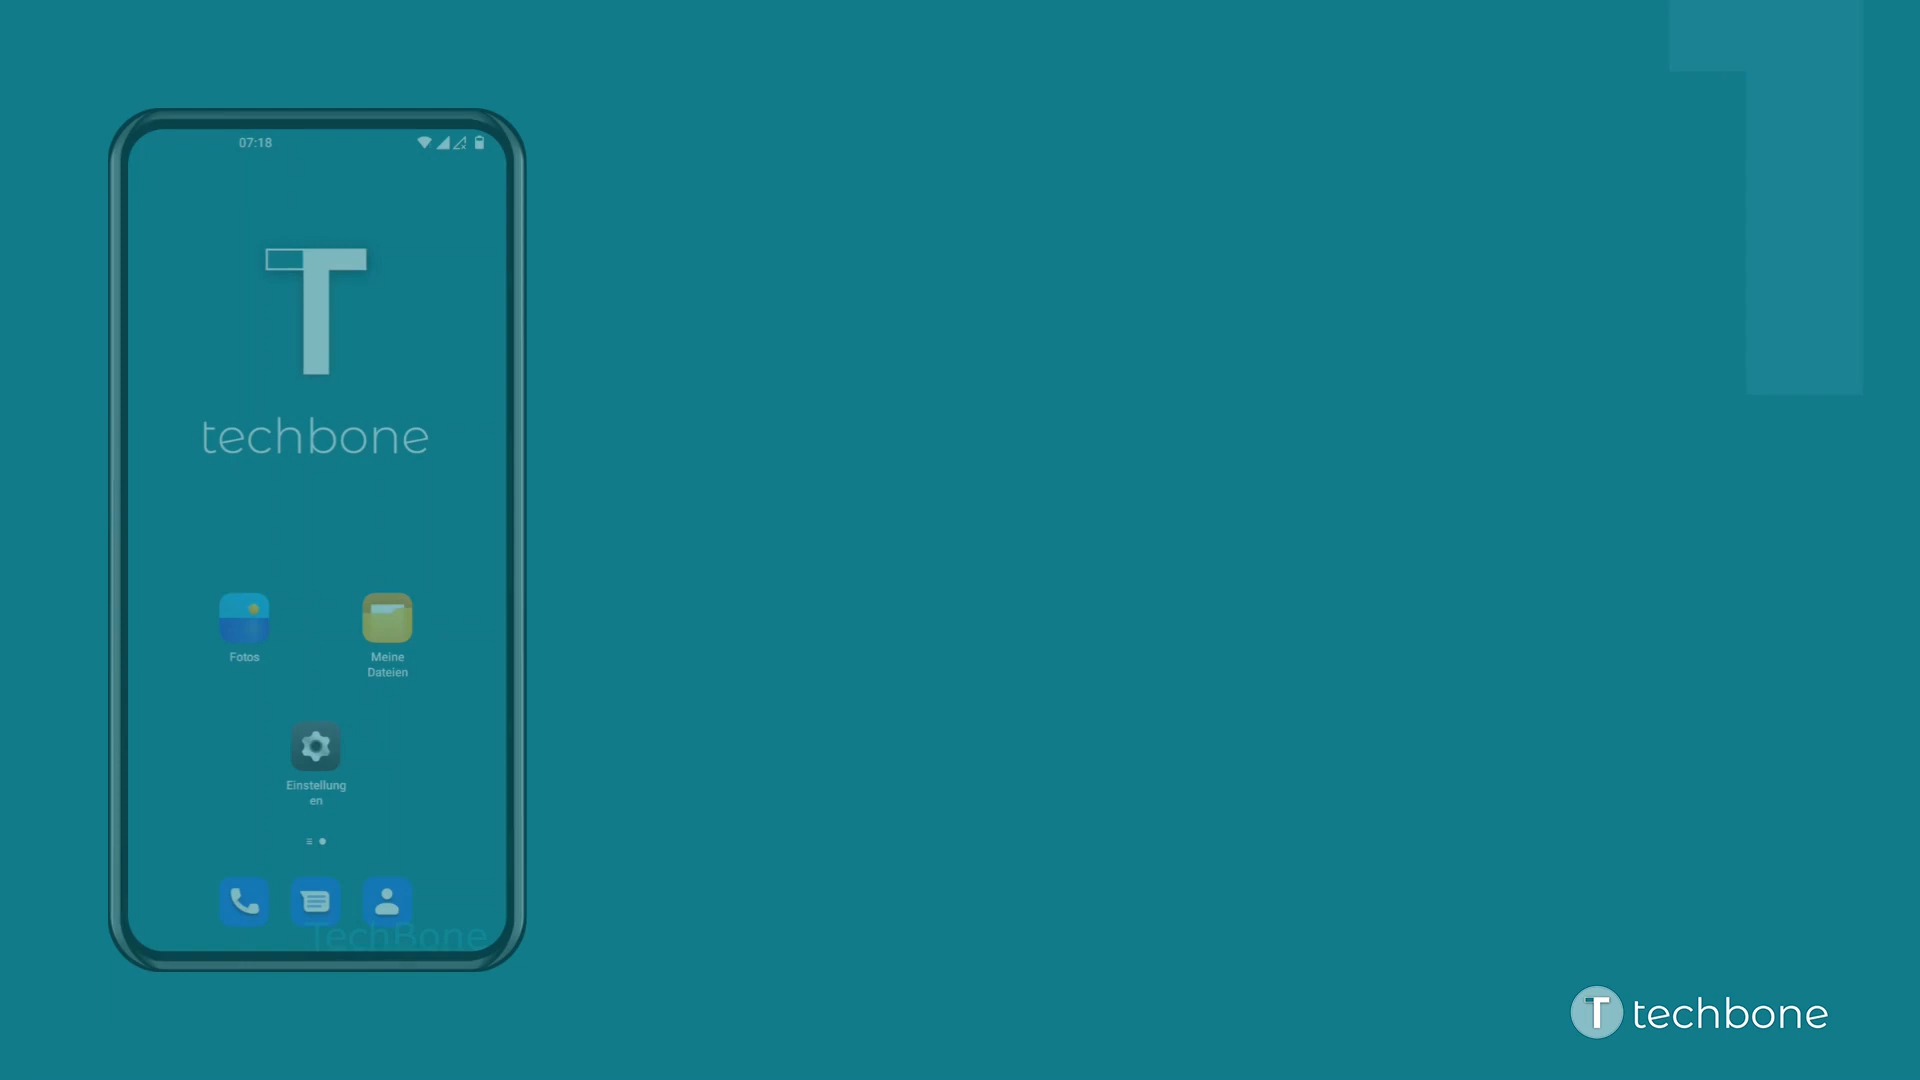 07:18
T
techbone
Fotos
Meine
Dateien
Einstellung
en
TechBone
T techbone